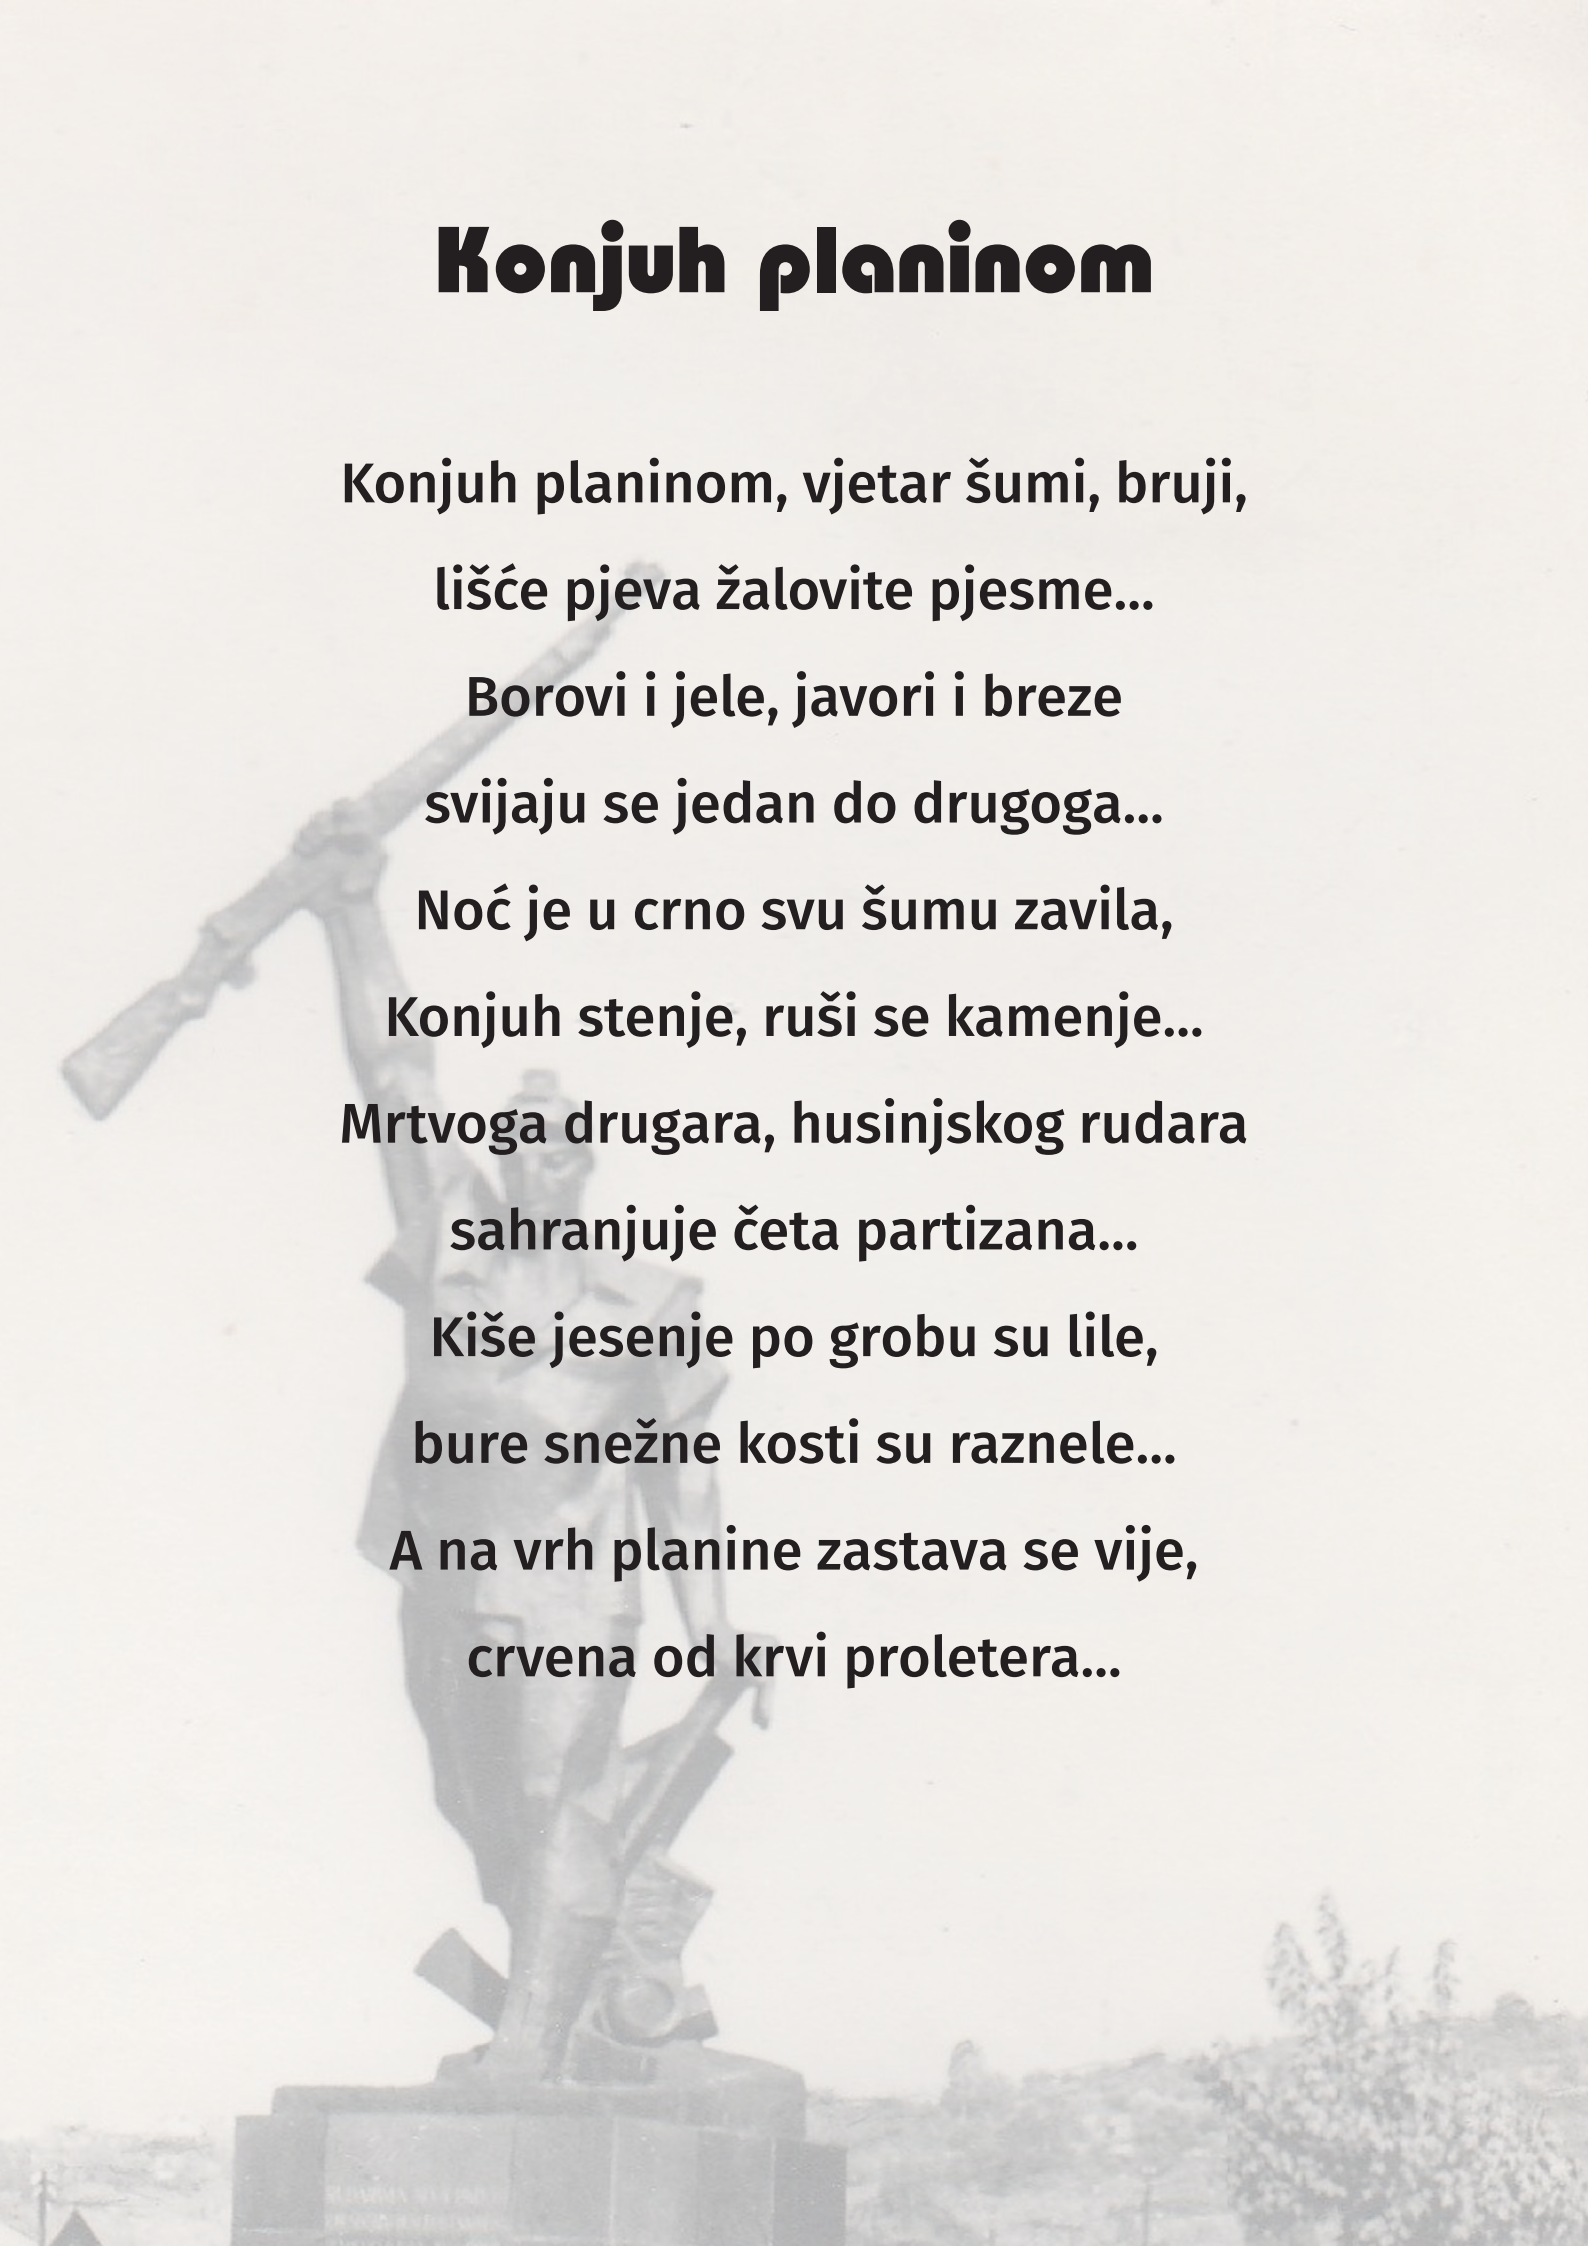 Konjuh planinom
Konjuh planinom, vjetar šumi, bruji,
lišće pjeva žalovite pjesme...
Borovi i jele, javori i breze
svijaju se jedan do drugoga...
Noć je u crno svu šumu zavila,
Konjuh stenje, ruši se kamenje...
Mrtvoga drugara, husinjskog rudara
sahranjuje četa partizana...
Kiše jesenje po grobu su lile,
bure snežne kosti su raznele...
A na vrh planine zastava se vije,
crvena od krvi proletera...